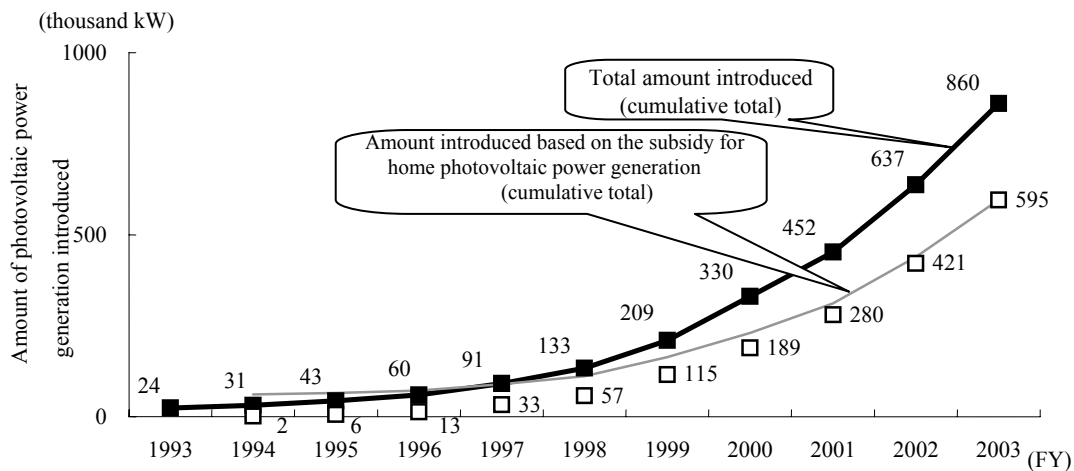 (thousand kW)
Amount of photovoltaic power
generation introduced
1000
500
0
Total amount introduced
(cumulative total)
Amount introduced based on the subsidy for
home photovoltaic power generation
(cumulative total)
24
31
43
60
91
133
209
330
452
637
860
2
6
13
33
57
115
189
280
421
595
1993 1994 1995 1996 1997 1998 1999 2000 2001 2002 2003 (FY)